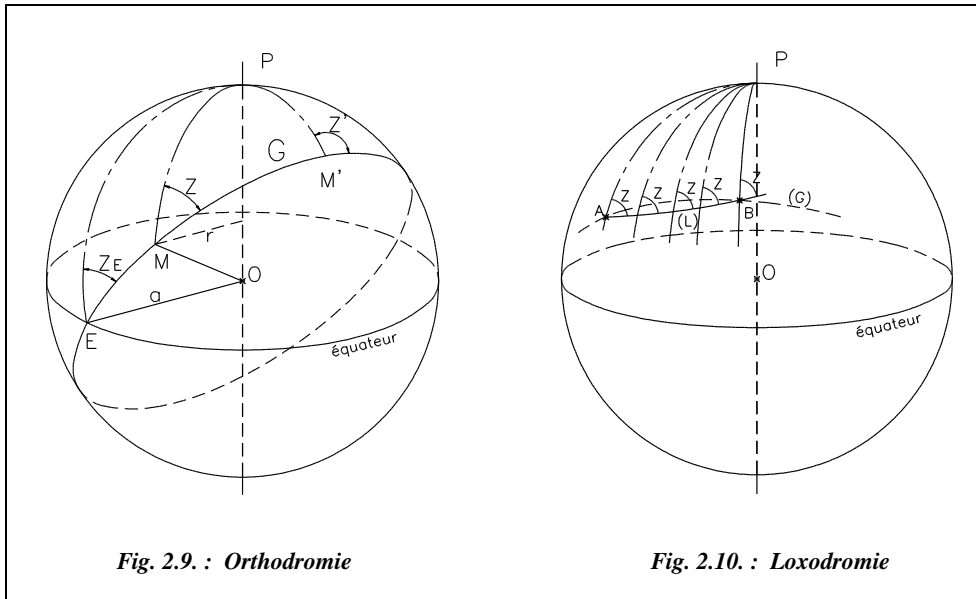 P
Z'
G
M'
Z
r
M
ZE
O
a
E
équateur
Fig. 2.9. : Orthodromie
P
Z
Z
Z
Z
Z
A
B
(G)
(L)
O
équateur
Fig. 2.10. : Loxodromie